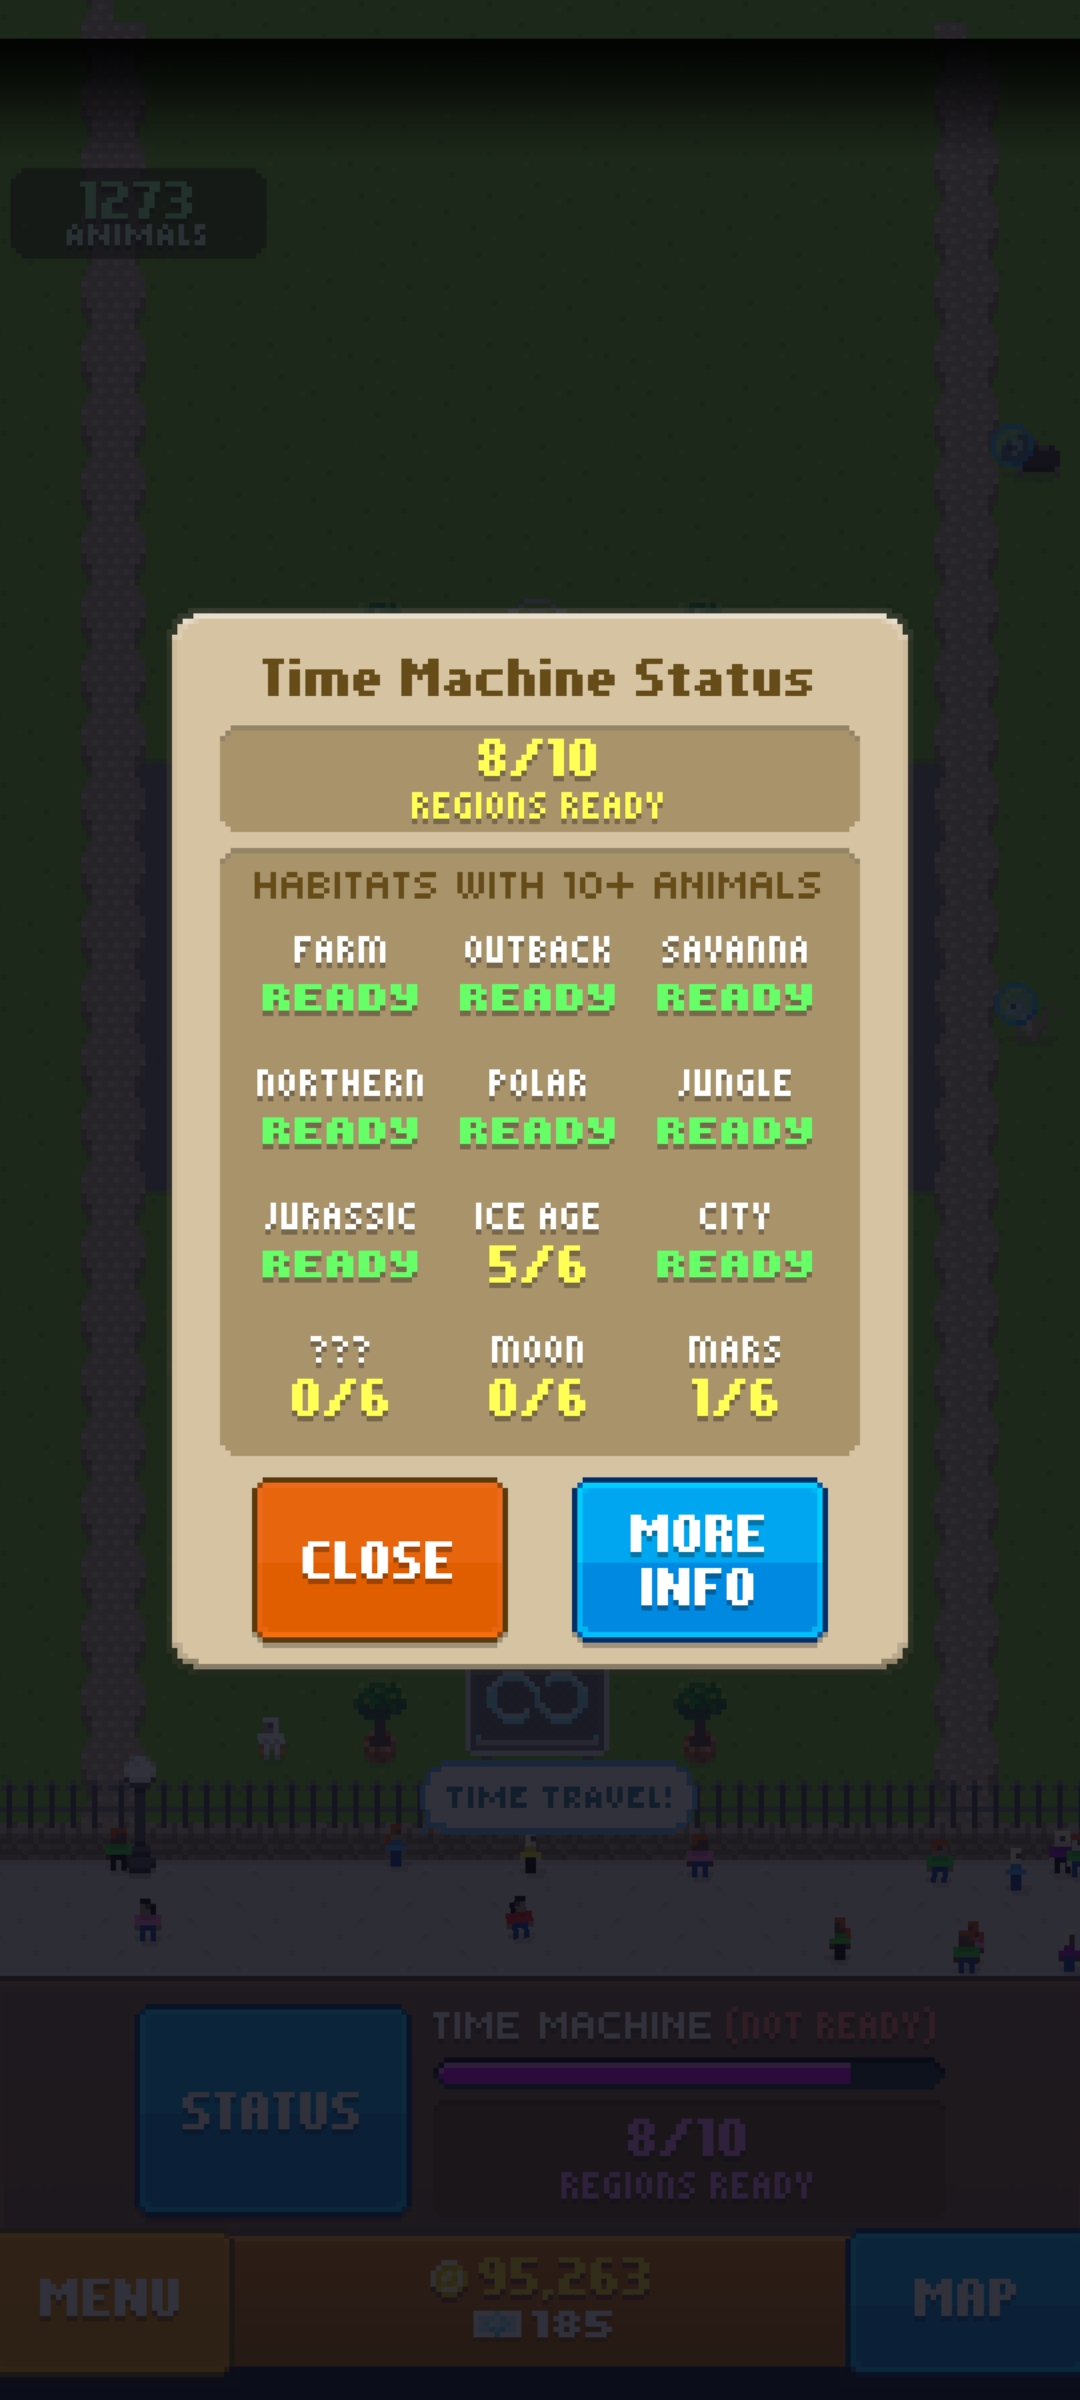 1273
ANIMALS
Time Machine Status
8/10
REGIONS READY
HABITATS WITH 10+ ANIMALS
FARM OUTBACK SAVANNA
READY READY READY
NORTHERN POLAR JUNGLE
READY READY READY
JURASSIC ICE AGE CITY
READY 5/6 READY
??? MOON MARS
0/6 0/6 1/6
CLOSE
MORE
INFO
TIME TRAVEL!
STATUS
TIME MACHINE (NOT READY)
8/10
REGIONS READY
MENU
95,263
185
MAP